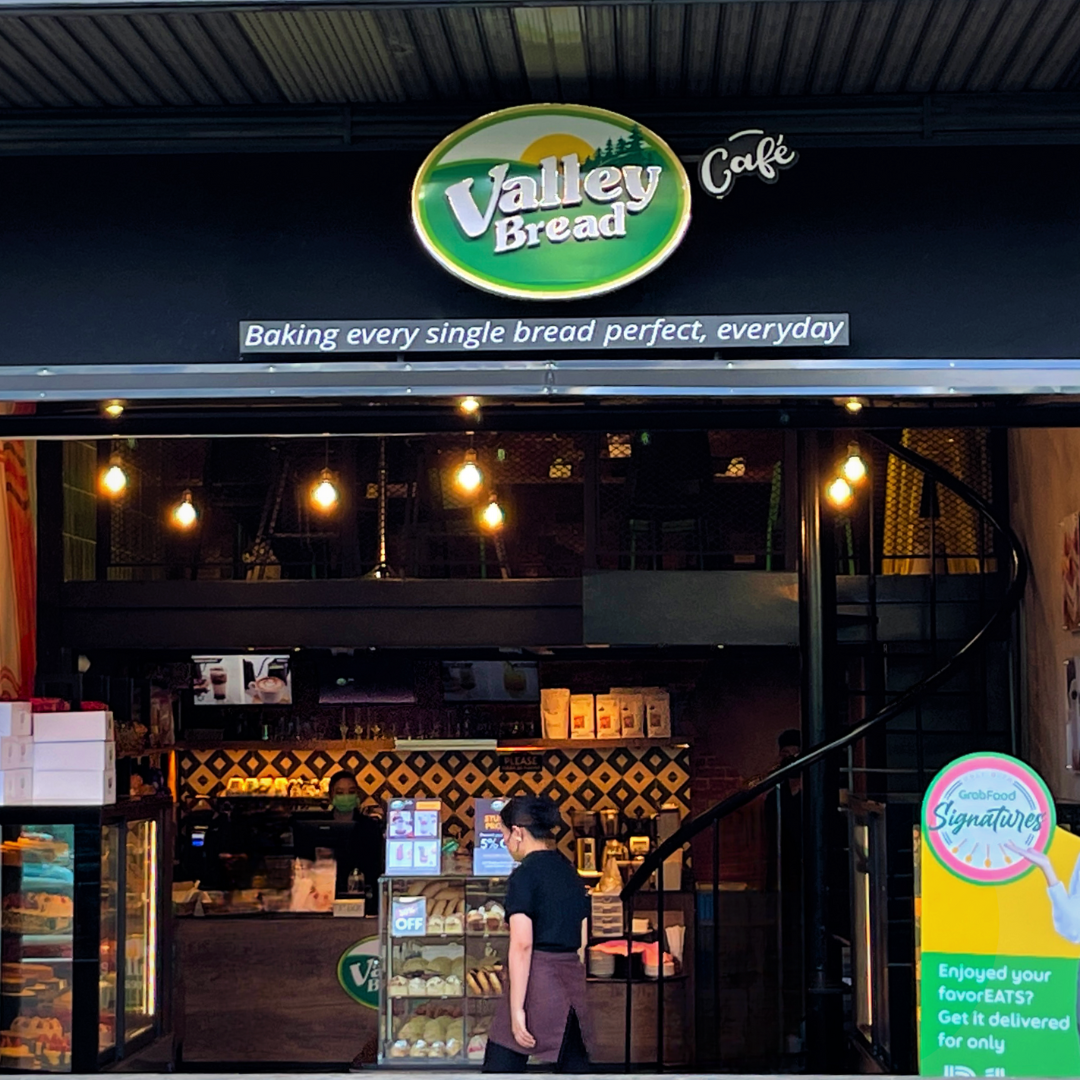 Valley
Bread
Café
Baking every single bread perfect, everyday
PLEASE
5%
OFF
GrabFood
Signatures
Enjoyed your
favorEATS?
Get it delivered
for only